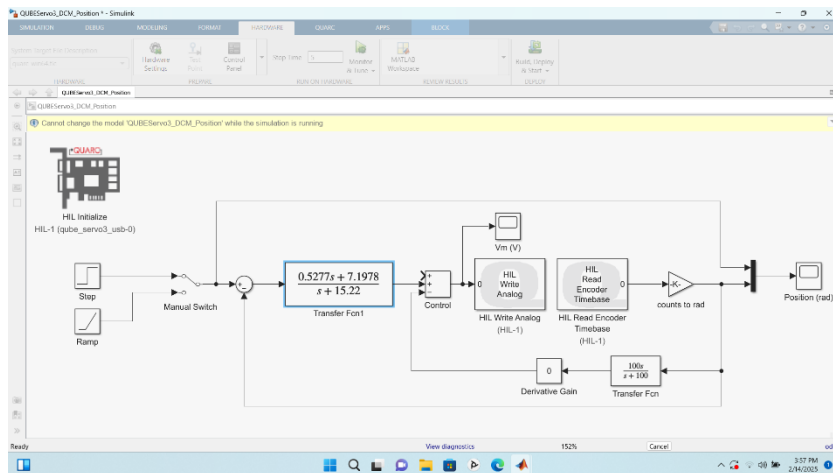 QUBEServo3_DCM_Position * - Simulink
SIMULATION DEBUG MODELING FORMAT HARDWARE QUARC APPS BLOCK
Hardware Settings
Control Panel
Stop Time 5
Monitor & Tune
MATLAB Workspace
Build, Deploy & Start
HARDWARE PREPARE RUN ON HARDWARE REVIEW RESULTS DEPLOY
QUBEServo3_DCM_Position
QUBEServo3_DCM_Position
Cannot change the model 'QUBEServo3_DCM_Position' while the simulation is running
QUARC
HIL Initialize
HIL-1 (qube_servo3_usb-0)
Vm (V)
Step
Manual Switch
Ramp
0.5277s + 7.1978
s + 15.22
Transfer Fcn1
Control
0 HIL Write Analog
HIL Write Analog
(HIL-1)
HIL Read Encoder Timebase 0
HIL Read Encoder
Timebase
(HIL-1)
-K-
counts to rad
Position (rad)
0
Derivative Gain
100s
s + 100
Transfer Fcn
Ready View diagnostics 152% Cancel
3:57 PM
2/14/2025